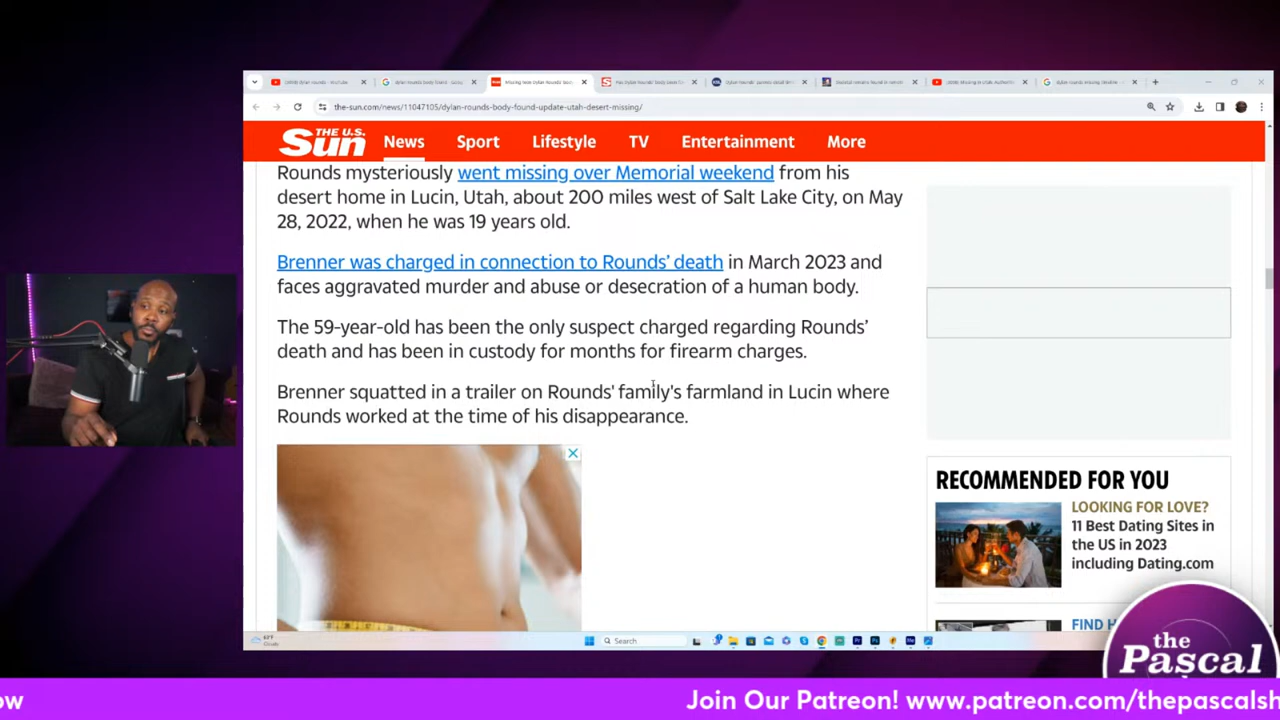 the-sun.com/news/11047105/dylan-rounds-body-found-update-utah-desert-missing/
THE U.S.
Sun
News Sport Lifestyle TV Entertainment More
Rounds mysteriously went missing over Memorial weekend from his
desert home in Lucin, Utah, about 200 miles west of Salt Lake City, on May
28, 2022, when he was 19 years old.
Brenner was charged in connection to Rounds’ death in March 2023 and
faces aggravated murder and abuse or desecration of a human body.
The 59-year-old has been the only suspect charged regarding Rounds’
death and has been in custody for months for firearm charges.
Brenner squatted in a trailer on Rounds' family's farmland in Lucin where
Rounds worked at the time of his disappearance.
RECOMMENDED FOR YOU
LOOKING FOR LOVE?
11 Best Dating Sites in
the US in 2023
including Dating.com
Search
the
Pascal
Join Our Patreon! www.patreon.com/thepascalsh